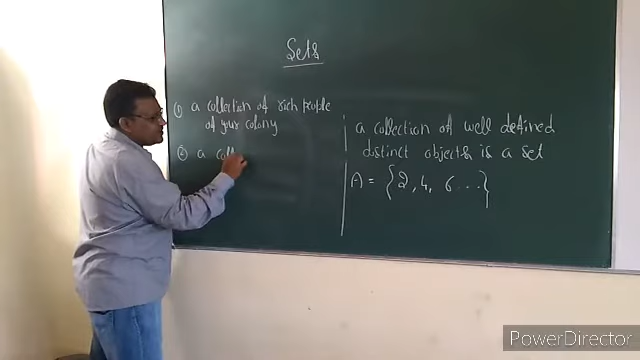 Sets
① a collection of rich people
of your colony
② a coll
a collection of well defined
distinct objects is a set
A = {2, 4, 6 ...}
PowerDirector